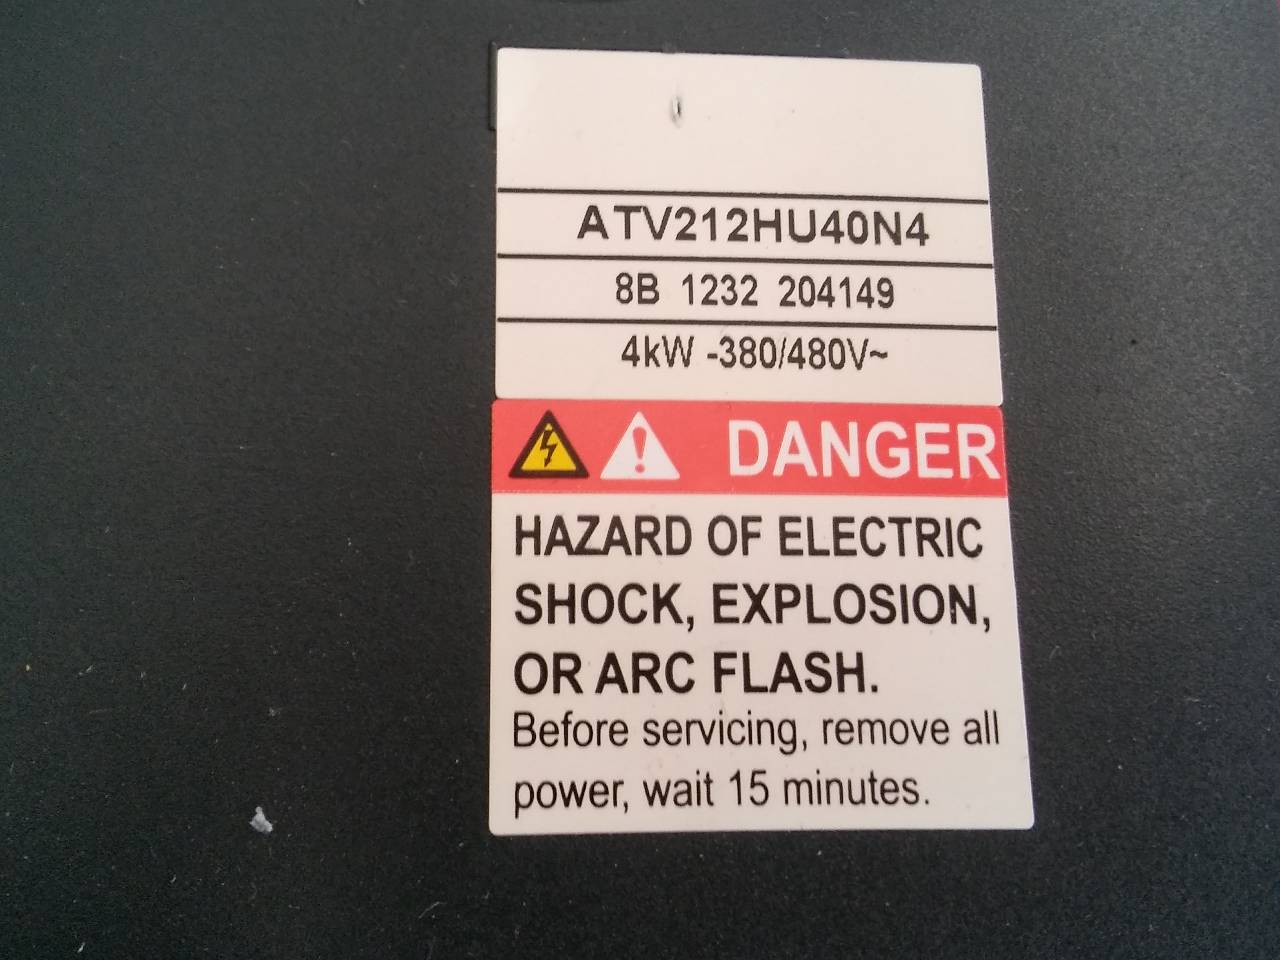 ATV212HU40N4
8B 1232 204149
4kW -380/480V~
DANGER
HAZARD OF ELECTRIC
SHOCK, EXPLOSION,
OR ARC FLASH.
Before servicing, remove all
power, wait 15 minutes.